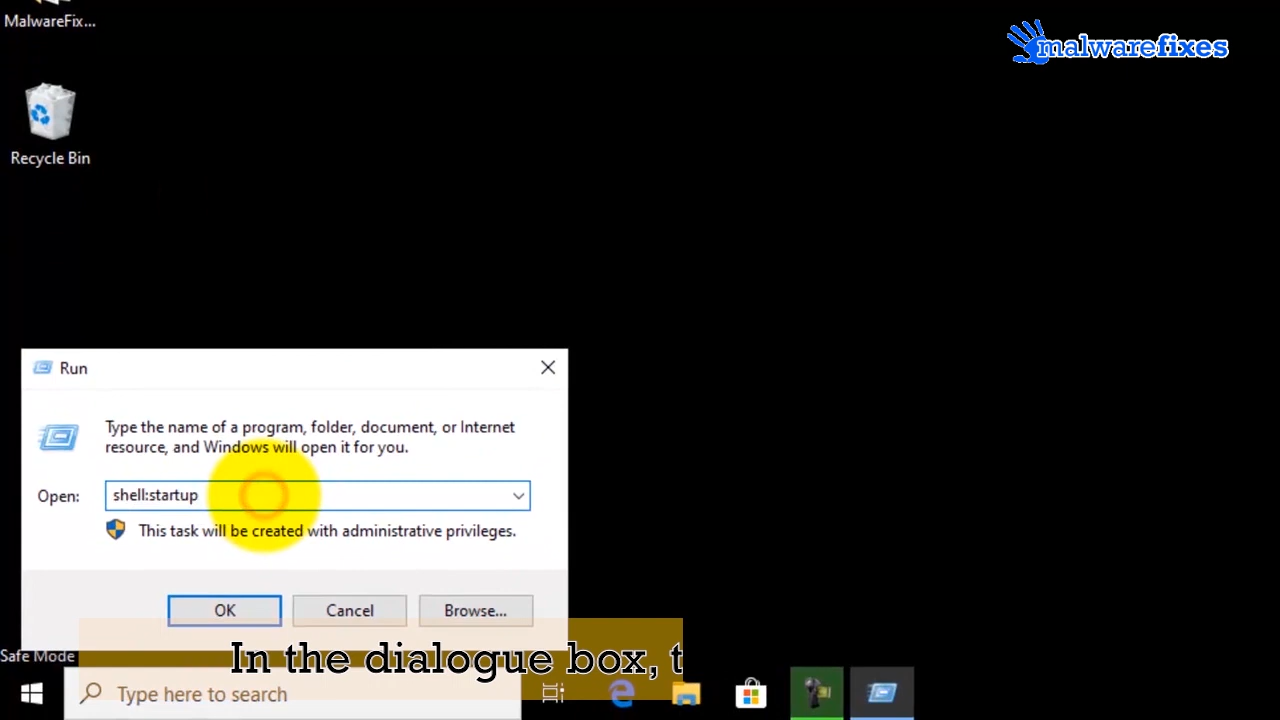 MalwareFix...
malwarefixes
Recycle Bin
Run
Type the name of a program, folder, document, or Internet
resource, and Windows will open it for you.
Open:
shell:startup
This task will be created with administrative privileges.
OK
Cancel
Browse...
Safe Mode
In the dialogue box, t
Type here to search